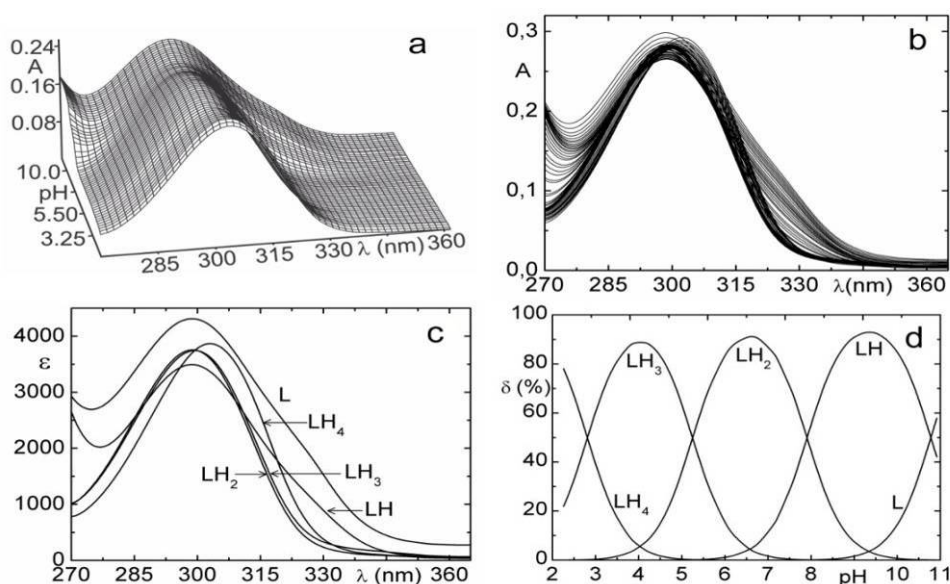 a
0.24
A
0.16
0.08
10.0
pH
5.50
3.25
285 300 315 330 λ (nm) 360
b
0,3
A
0,2
0,1
0,0
270 285 300 315 330 λ(nm)
c
4000
ε
3000
2000
1000
0
L
LH4
LH2
LH3
LH
270 285 300 315 330 λ (nm)
d
100
80
δ (%)
60
40
20
0
LH3
LH2
LH
LH4
L
2 3 4 5 6 7 8 pH 10 11